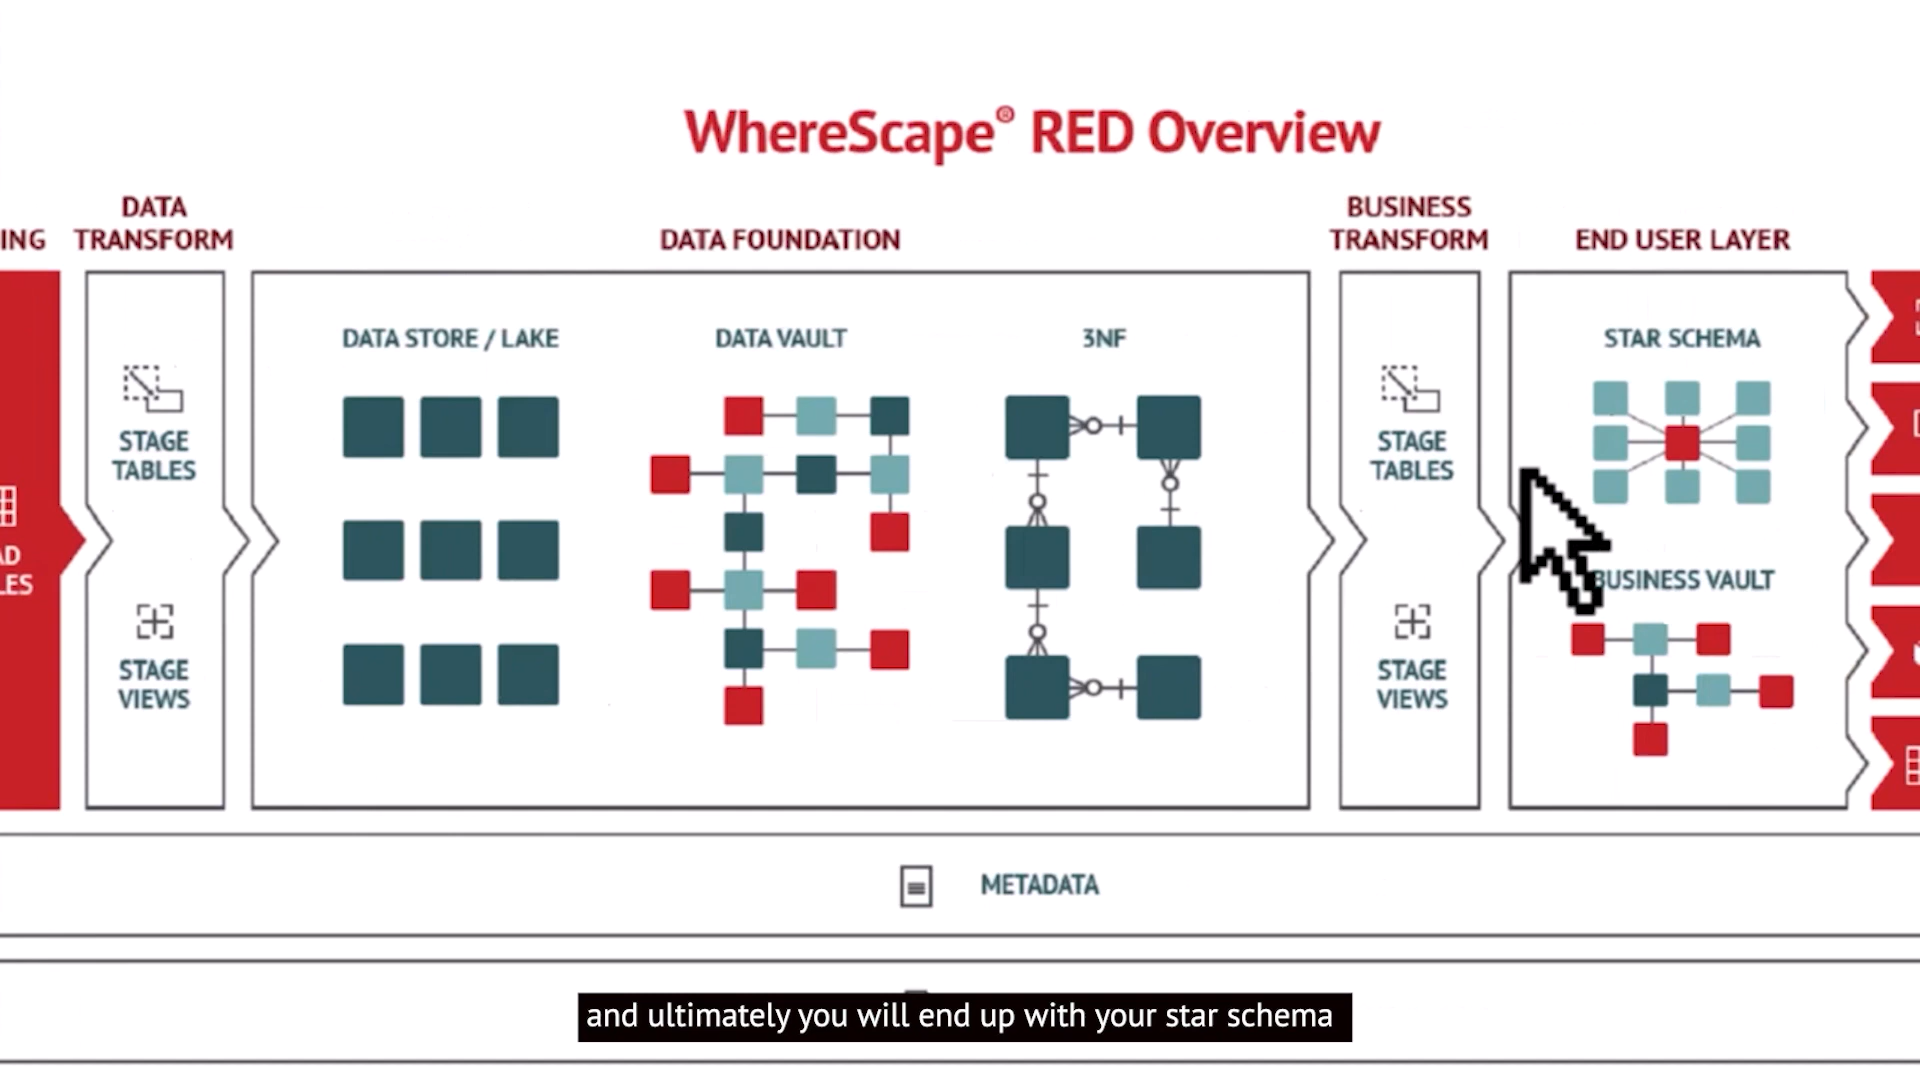 WhereScape® RED Overview
ING
DATA
TRANSFORM
DATA FOUNDATION
BUSINESS
TRANSFORM
END USER LAYER
DATA STORE / LAKE
DATA VAULT
3NF
STAR SCHEMA
STAGE
TABLES
STAGE
TABLES
AD
LES
BUSINESS VAULT
STAGE
VIEWS
STAGE
VIEWS
METADATA
and ultimately you will end up with your star schema